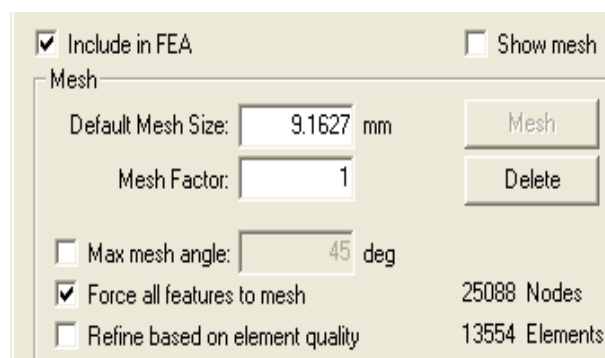 Include in FEA Show mesh
Mesh
Default Mesh Size: 9.1627 mm Mesh
Mesh Factor: 1 Delete
Max mesh angle: 45 deg
Force all features to mesh 25088 Nodes
Refine based on element quality 13554 Elements